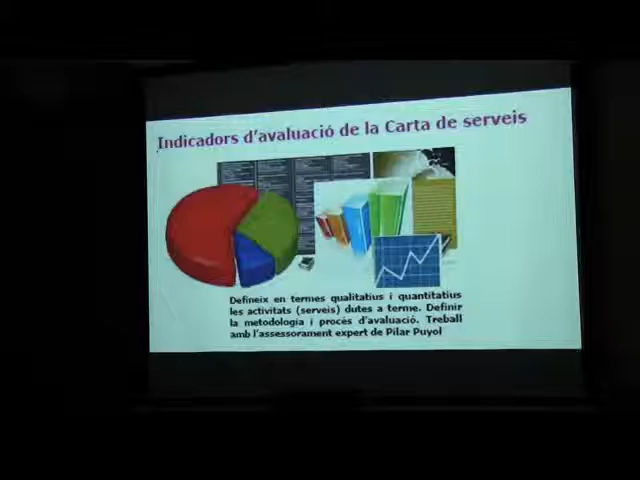 Indicadors d'avaluació de la Carta de serveis
Defineix en termes qualitatius i quantitatius
les activitats (serveis) dutes a terme. Definir
la metodologia i procés d'avaluació. Treball
amb l'assessorament expert de Pilar Puyol